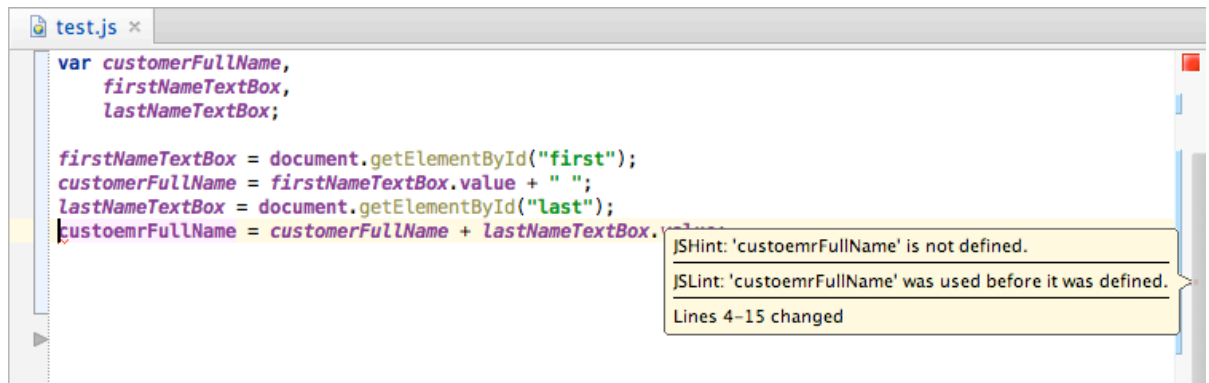 test.js ×
var customerFullName,
firstNameTextBox,
lastNameTextBox;
firstNameTextBox = document.getElementById("first");
customerFullName = firstNameTextBox.value + " ";
lastNameTextBox = document.getElementById("last");
custoemrFullName = customerFullName + lastNameTextBox.value;
JSHint: 'custoemrFullName' is not defined.
JSLint: 'custoemrFullName' was used before it was defined.
Lines 4–15 changed